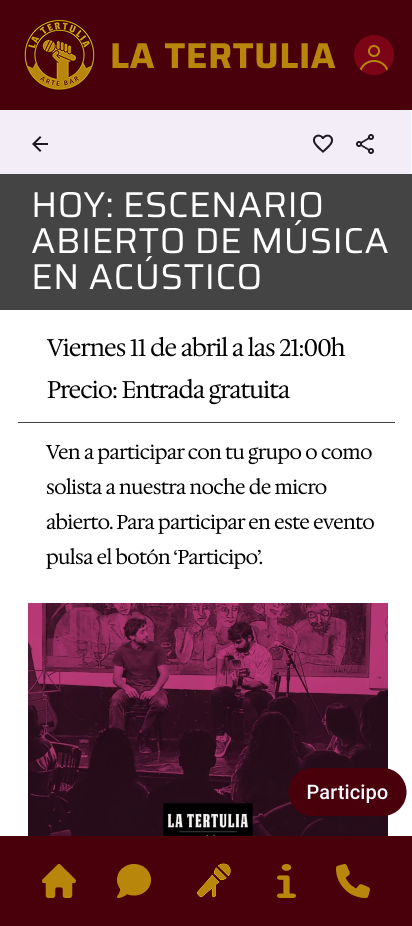 LA TERTULIA
ARTE BAR
LA TERTULIA
HOY: ESCENARIO
ABIERTO DE MÚSICA
EN ACÚSTICO
Viernes 11 de abril a las 21:00h
Precio: Entrada gratuita
Ven a participar con tu grupo o como
solista a nuestra noche de micro
abierto. Para participar en este evento
pulsa el botón ‘Participo’.
Participo
LA TERTULIA